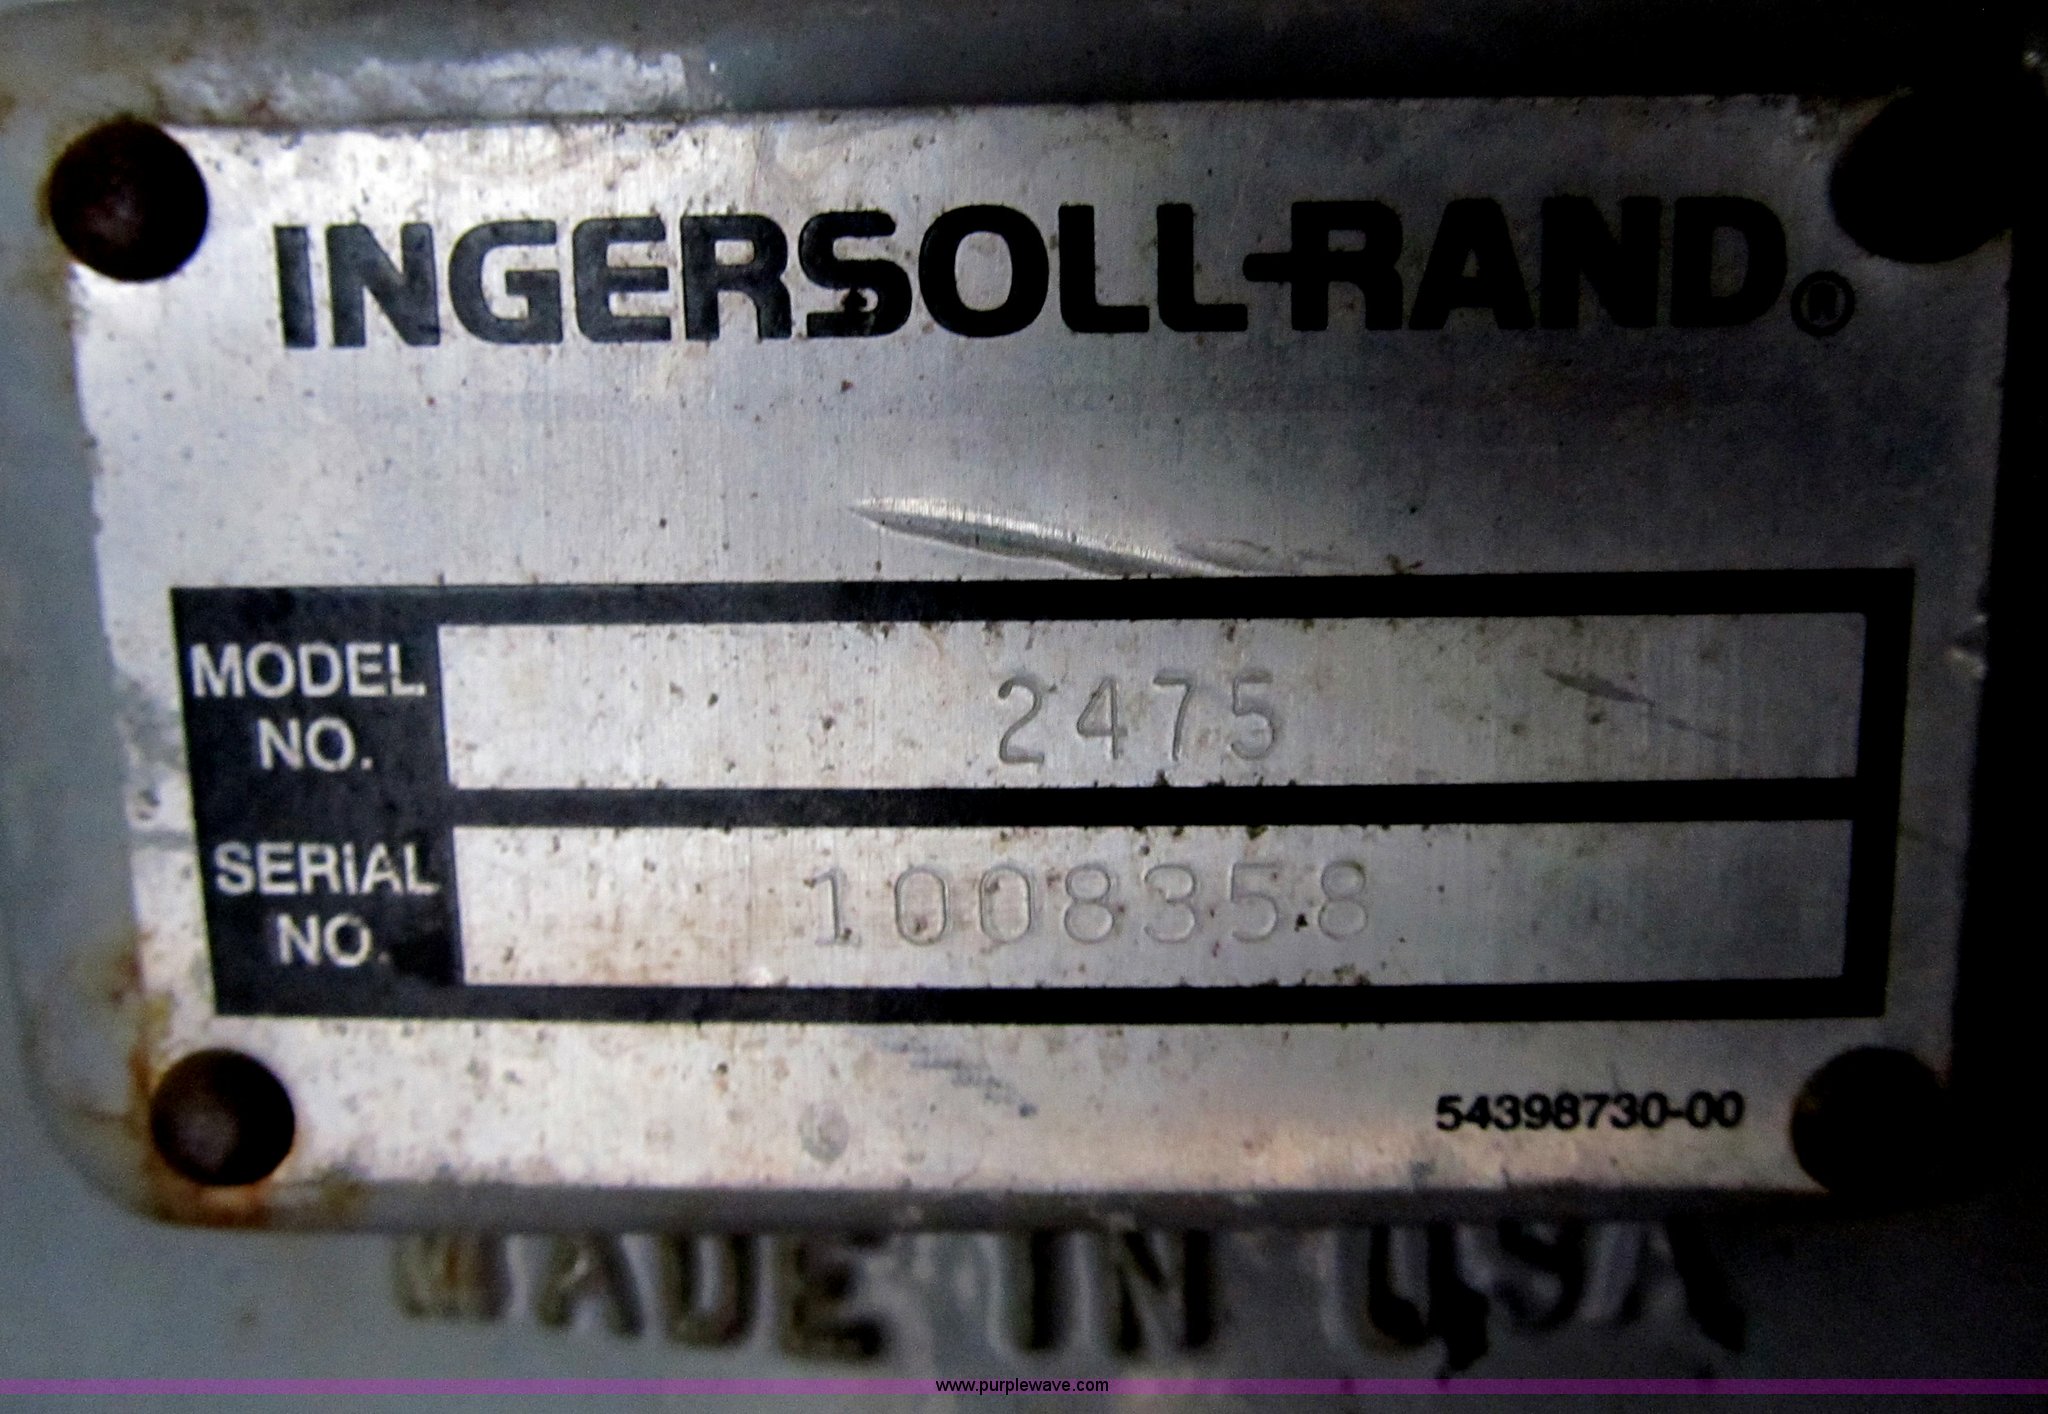 INGERSOLL-RAND®
MODEL NO. 2475
SERIAL NO. 1008358
54398730-00
MADE IN USA
www.purplewave.com